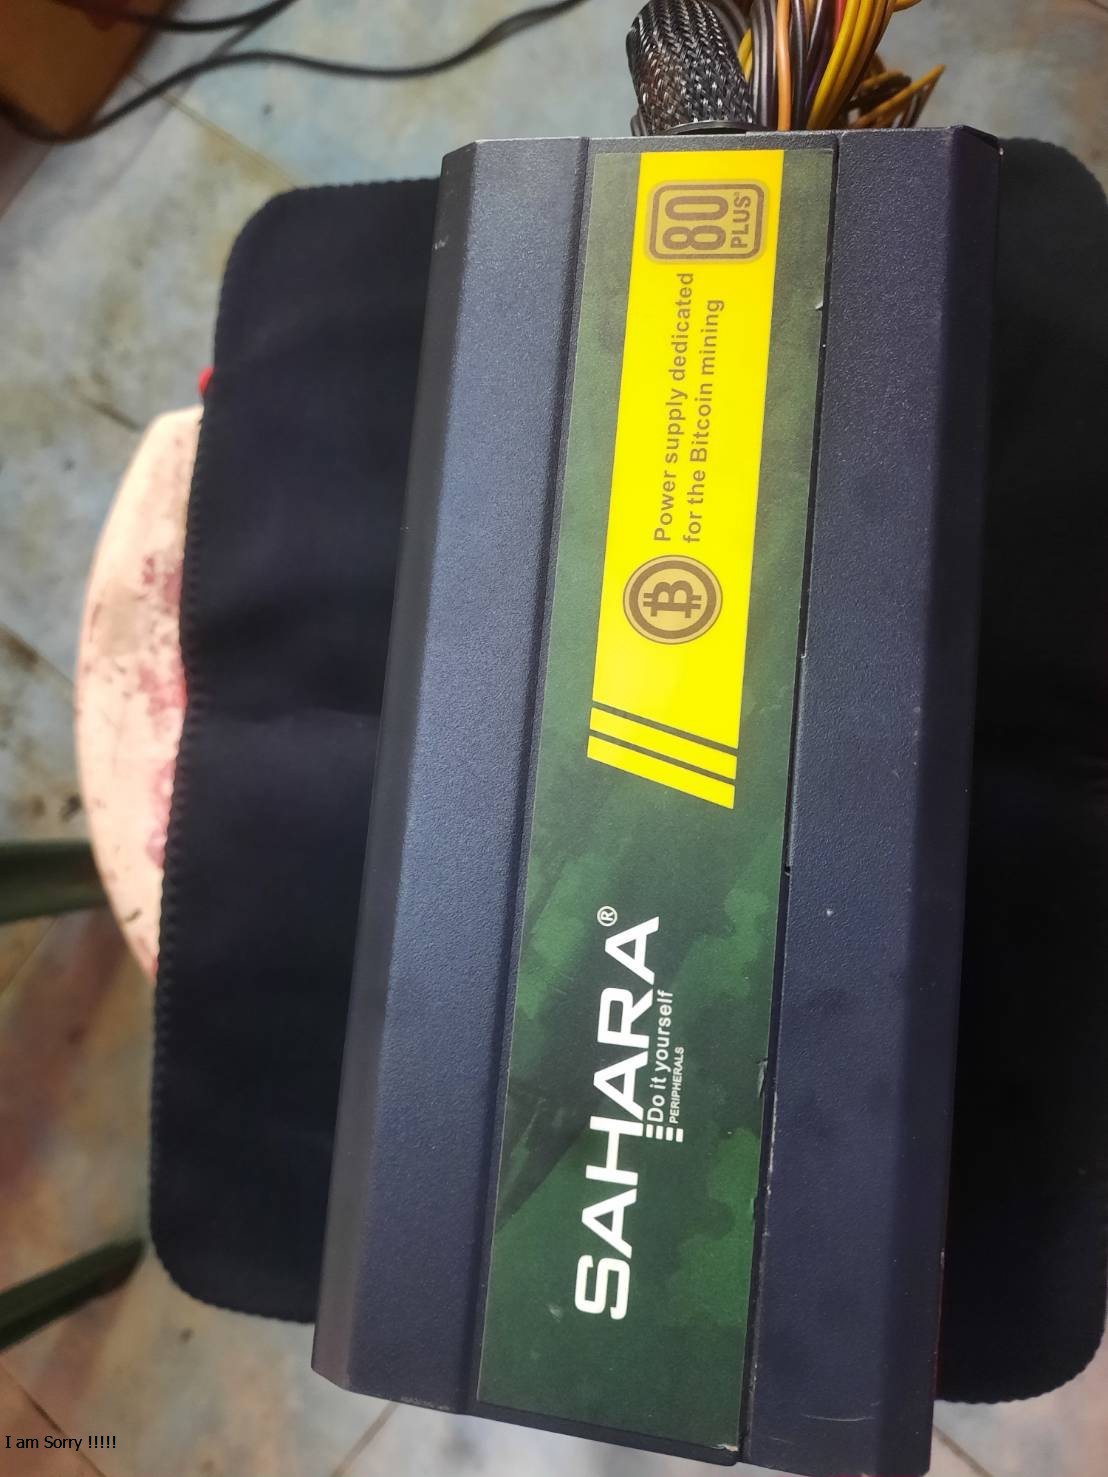 80
PLUS®
Power supply dedicated
for the Bitcoin mining
SAHARA®
Do it yourself
PERIPHERALS
I am Sorry !!!!!